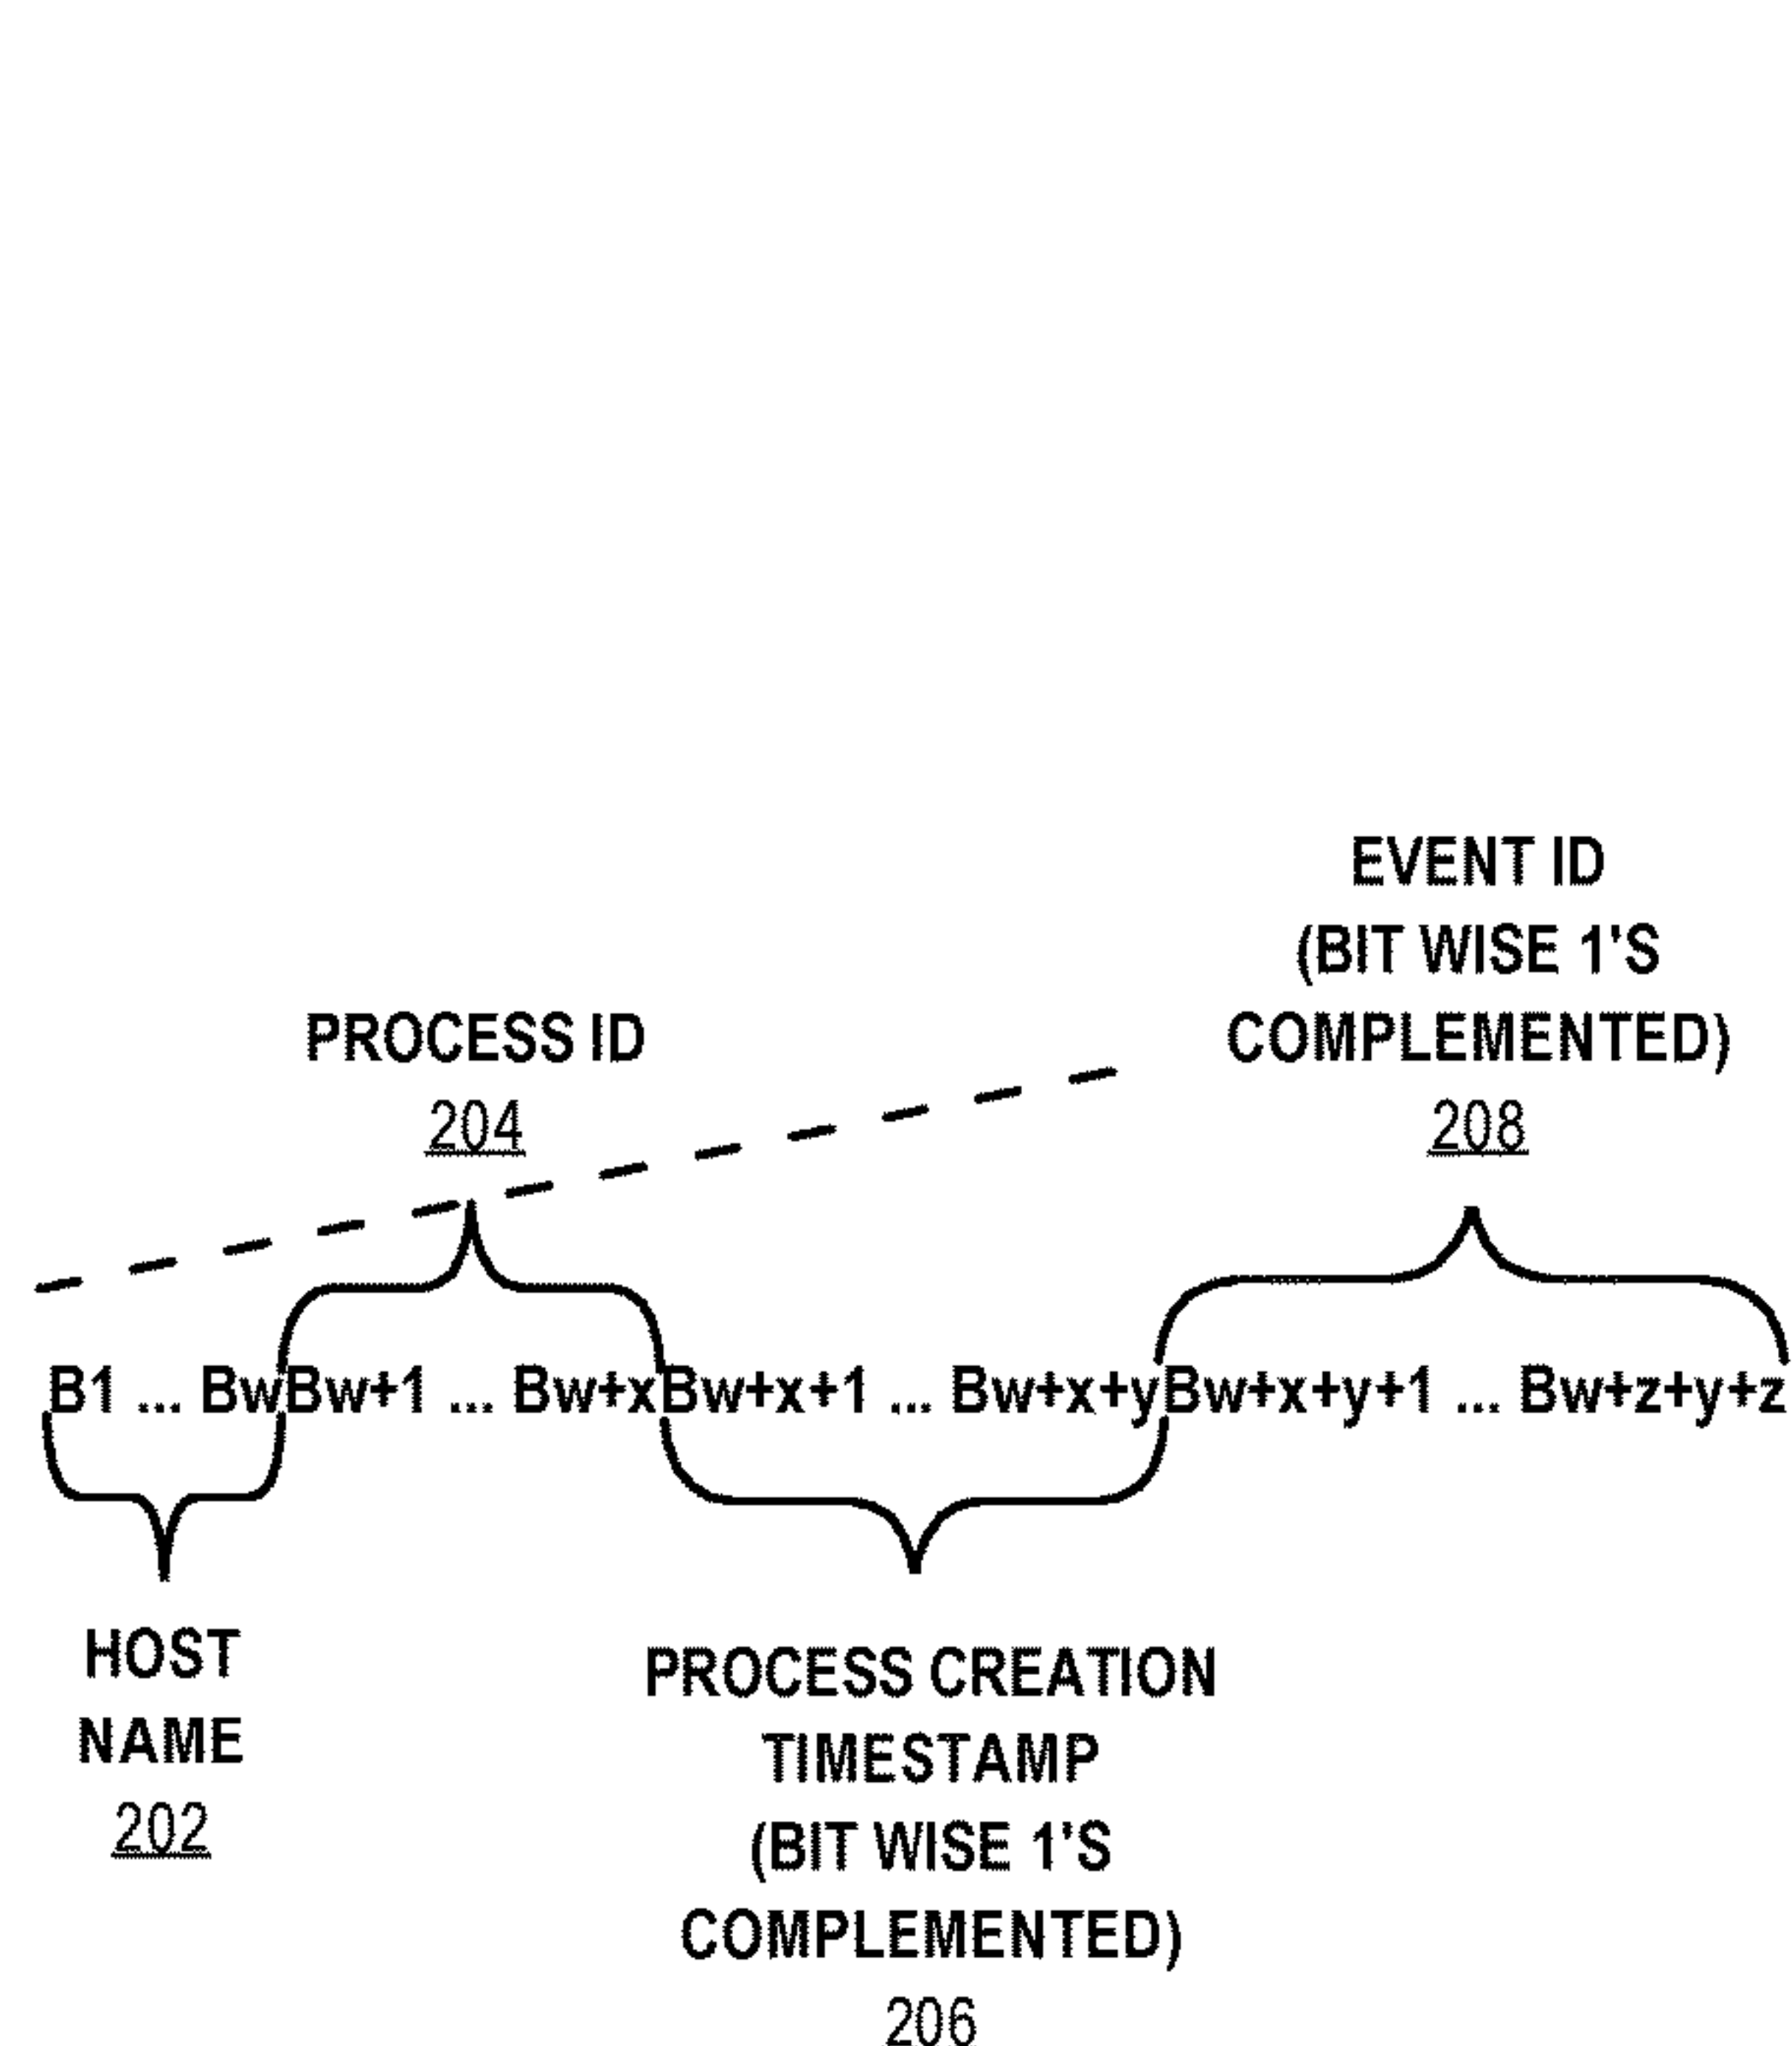 EVENT ID
(BIT WISE 1'S
COMPLEMENTED)
208
PROCESS ID
204
B1 ... BwBw+1 ... Bw+xBw+x+1 ... Bw+x+yBw+x+y+1 ... Bw+z+y+z
HOST
NAME
202
PROCESS CREATION
TIMESTAMP
(BIT WISE 1'S
COMPLEMENTED)
206